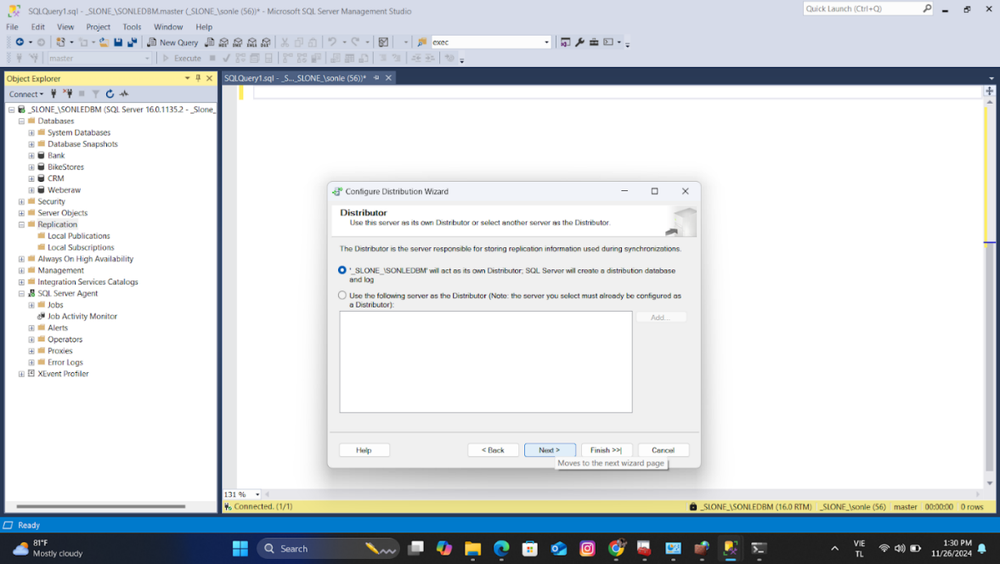 SQLQuery1.sql - _SLONE_\SONLEDBM.master (_SLONE_\sonle (56))* - Microsoft SQL Server Management Studio
Quick Launch (Ctrl+Q)
File Edit View Project Tools Window Help
New Query
exec
master
Execute
Object Explorer
SQLQuery1.sql - _S..._SLONE_\sonle (56))*
Connect
_SLONE_\SONLEDBM (SQL Server 16.0.1135.2 - _Slone_
Databases
System Databases
Database Snapshots
Bank
BikeStores
CRM
Weberaw
Security
Server Objects
Replication
Local Publications
Local Subscriptions
Always On High Availability
Management
Integration Services Catalogs
SQL Server Agent
Jobs
Job Activity Monitor
Alerts
Operators
Proxies
Error Logs
XEvent Profiler
Configure Distribution Wizard
Distributor
Use this server as its own Distributor or select another server as the Distributor.
The Distributor is the server responsible for storing replication information used during synchronizations.
'_SLONE_\SONLEDBM' will act as its own Distributor; SQL Server will create a distribution database
and log
Use the following server as the Distributor (Note: the server you select must already be configured as
a Distributor):
Add...
Help
< Back
Next >
Finish >>|
Cancel
Moves to the next wizard page
131 %
Connected. (1/1)
_SLONE_\SONLEDBM (16.0 RTM)
_SLONE_\sonle (56)
master
00:00:00
0 rows
Ready
81°F
Mostly cloudy
Search
VIE
TL
1:30 PM
11/26/2024